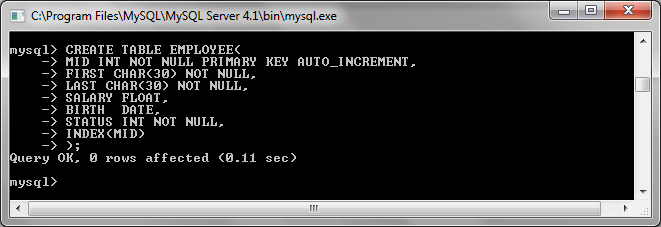 C:\Program Files\MySQL\MySQL Server 4.1\bin\mysql.exe
mysql> CREATE TABLE EMPLOYEE(
    -> MID INT NOT NULL PRIMARY KEY AUTO_INCREMENT,
    -> FIRST CHAR(30) NOT NULL,
    -> LAST CHAR(30) NOT NULL,
    -> SALARY FLOAT,
    -> BIRTH  DATE,
    -> STATUS INT NOT NULL,
    -> INDEX(MID)
    -> );
Query OK, 0 rows affected (0.11 sec)
mysql>